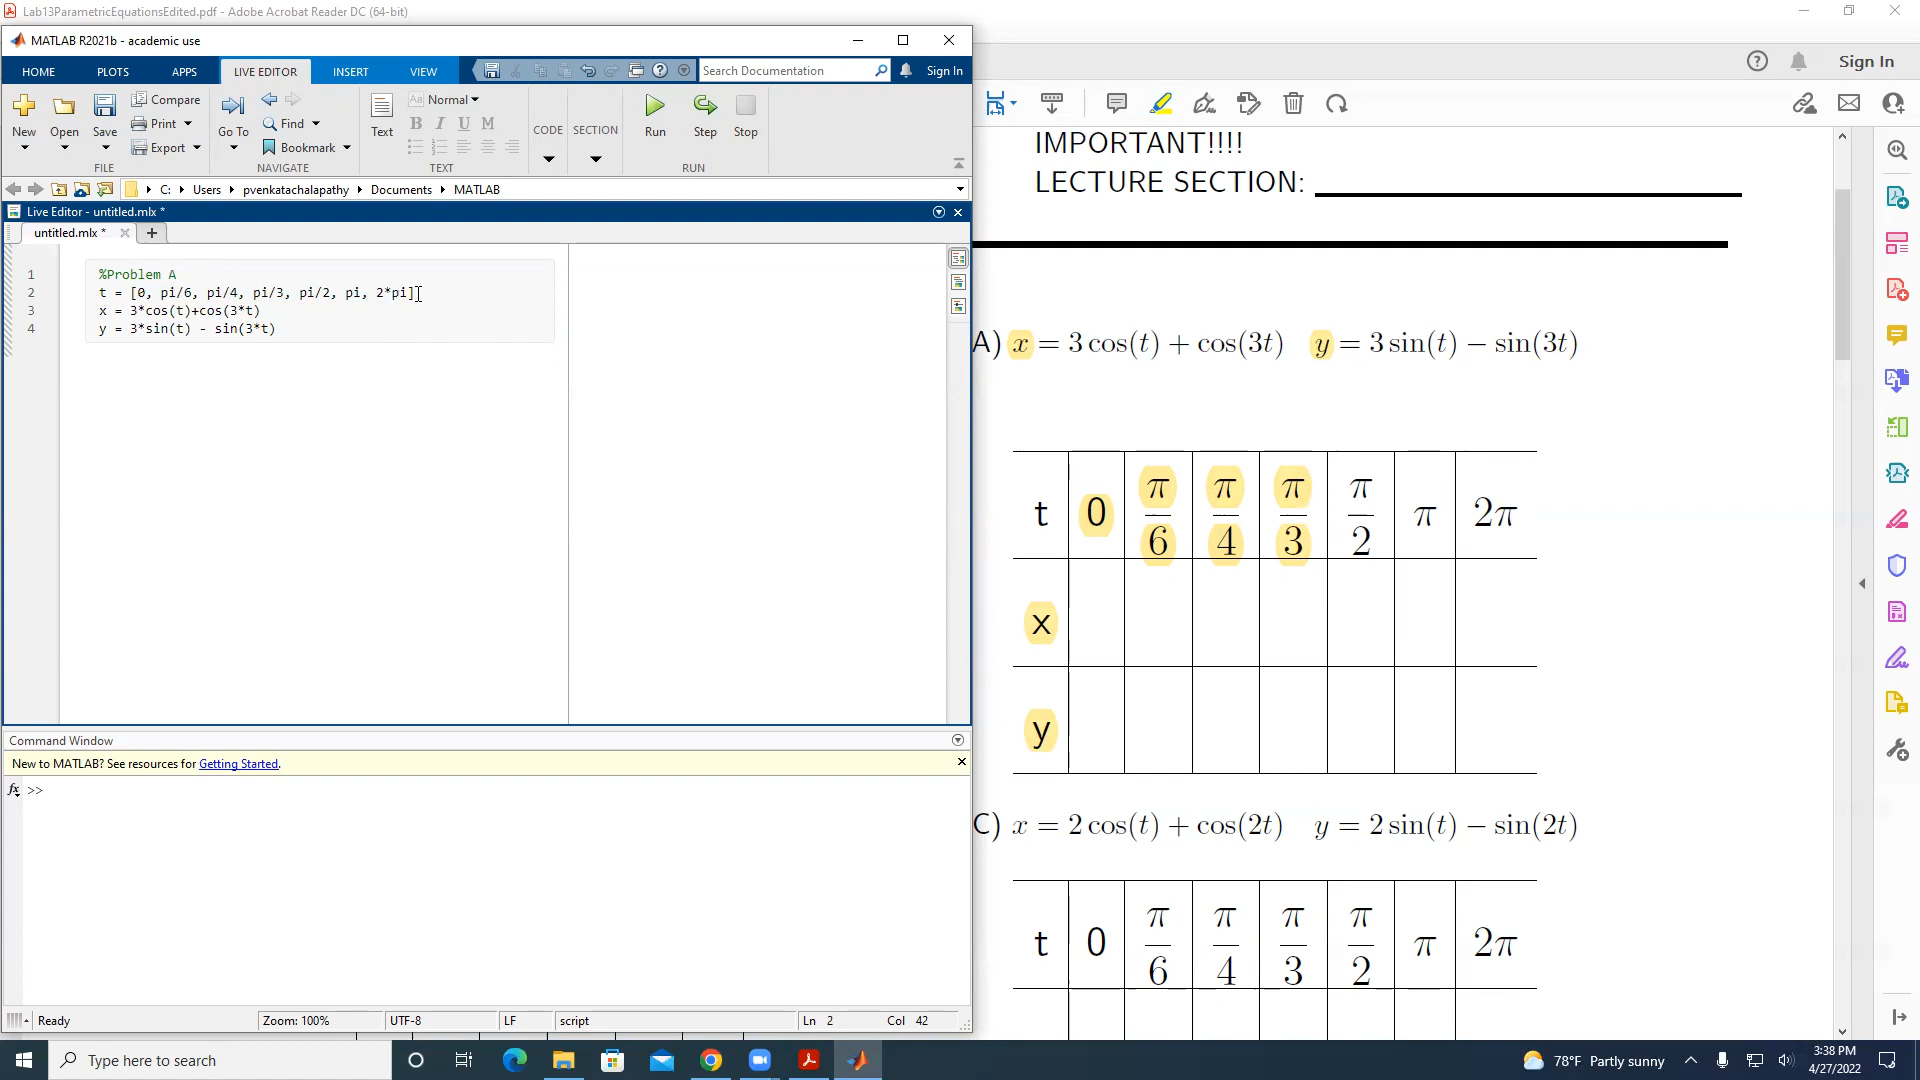 Lab13ParametricEquationsEdited.pdf - Adobe Acrobat Reader DC (64-bit)
MATLAB R2021b - academic use
HOME PLOTS APPS LIVE EDITOR INSERT VIEW Search Documentation Sign In
New Open Save Compare Print Export
FILE
Go To Find Bookmark
NAVIGATE
Text Aa Normal B I U M
TEXT
CODE SECTION
Run Step Stop
RUN
C: Users pvenkatachalapathy Documents MATLAB
Live Editor - untitled.mlx *
untitled.mlx *
1 %Problem A
2 t = [0, pi/6, pi/4, pi/3, pi/2, pi, 2*pi]
3 x = 3*cos(t)+cos(3*t)
4 y = 3*sin(t) - sin(3*t)
Command Window
New to MATLAB? See resources for Getting Started.
fx >>
Ready Zoom: 100% UTF-8 LF script Ln 2 Col 42
Sign In
IMPORTANT!!!!
LECTURE SECTION:
A) x = 3 cos(t) + cos(3t) y = 3 sin(t) − sin(3t)
t 0 π/6 π/4 π/3 π/2 π 2π
x
y
C) x = 2 cos(t) + cos(2t) y = 2 sin(t) − sin(2t)
t 0 π/6 π/4 π/3 π/2 π 2π
Type here to search
78°F Partly sunny
3:38 PM
4/27/2022